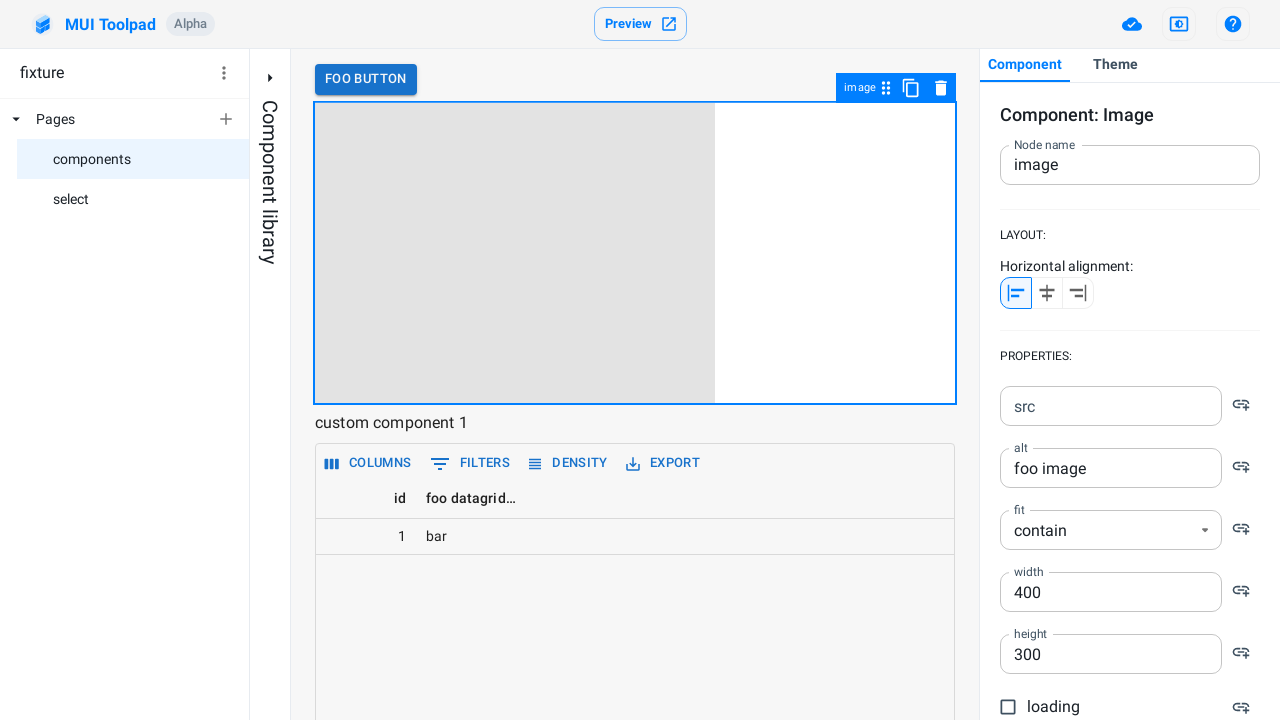 MUI Toolpad Alpha
Preview
fixture
Pages
components
select
Component library
FOO BUTTON
image
custom component 1
COLUMNS FILTERS DENSITY EXPORT
id foo datagrid...
1 bar
Component Theme
Component: Image
Node name
image
LAYOUT:
Horizontal alignment:
PROPERTIES:
src
alt
foo image
fit
contain
width
400
height
300
loading